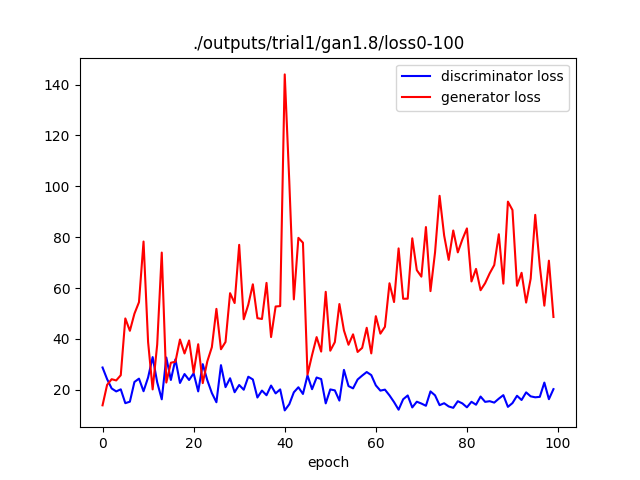 ./outputs/trial1/gan1.8/loss0-100
discriminator loss
generator loss
140
120
100
80
60
40
20
0 20 40 60 80 100
epoch